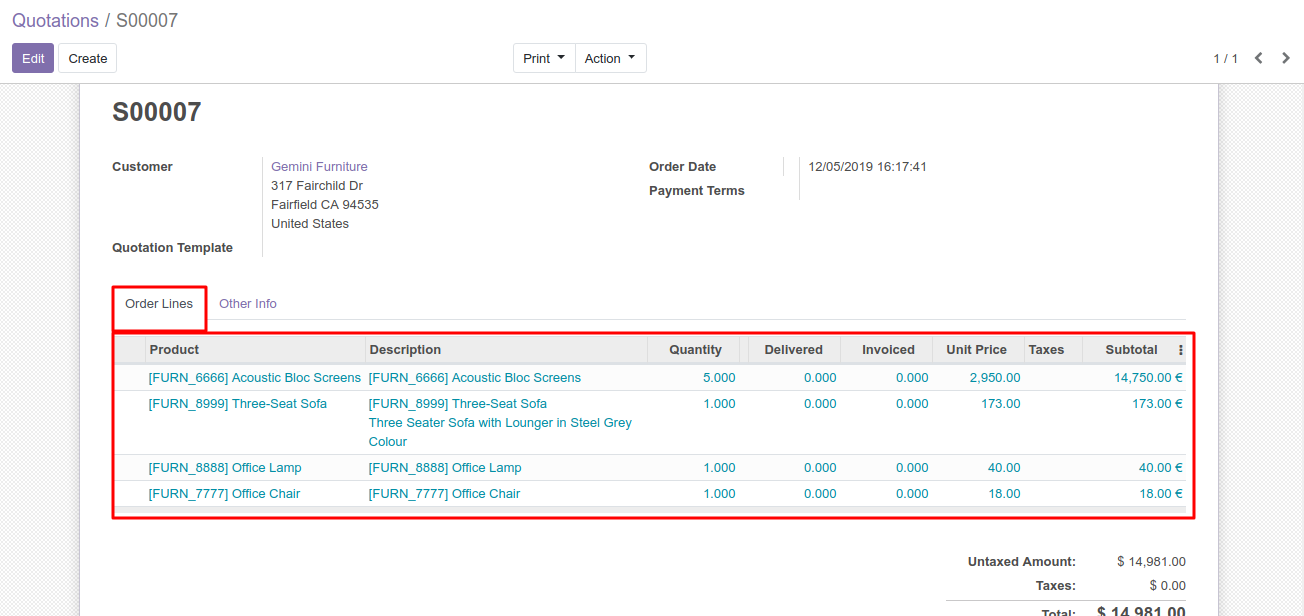 Quotations / S00007
Edit Create Print Action 1 / 1
S00007
Customer Gemini Furniture Order Date 12/05/2019 16:17:41
317 Fairchild Dr Payment Terms
Fairfield CA 94535
United States
Quotation Template
Order Lines Other Info
Product Description Quantity Delivered Invoiced Unit Price Taxes Subtotal
[FURN_6666] Acoustic Bloc Screens [FURN_6666] Acoustic Bloc Screens 5.000 0.000 0.000 2,950.00 14,750.00 €
[FURN_8999] Three-Seat Sofa [FURN_8999] Three-Seat Sofa 1.000 0.000 0.000 173.00 173.00 €
Three Seater Sofa with Lounger in Steel Grey
Colour
[FURN_8888] Office Lamp [FURN_8888] Office Lamp 1.000 0.000 0.000 40.00 40.00 €
[FURN_7777] Office Chair [FURN_7777] Office Chair 1.000 0.000 0.000 18.00 18.00 €
Untaxed Amount: $ 14,981.00
Taxes: $ 0.00
Total: $ 14,981.00